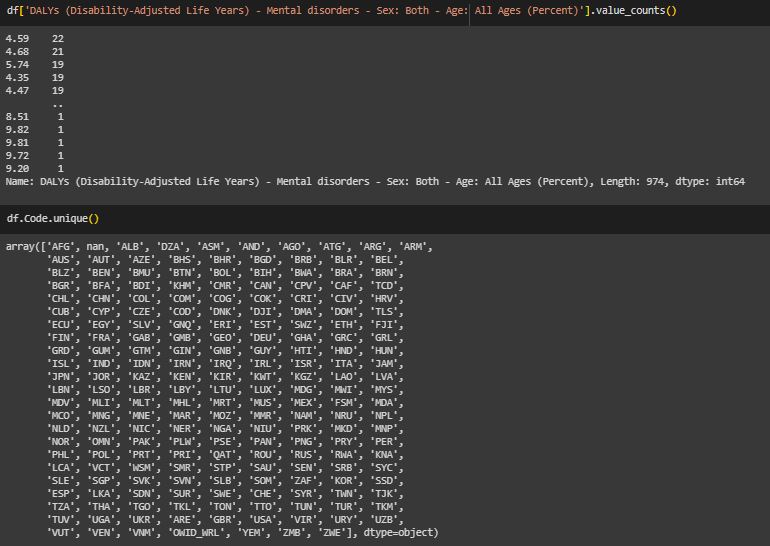 df['DALYs (Disability-Adjusted Life Years) - Mental disorders - Sex: Both - Age: All Ages (Percent)'].value_counts()
4.59    22
4.68    21
5.74    19
4.35    19
4.47    19
        ..
8.51     1
9.82     1
9.81     1
9.72     1
9.20     1
Name: DALYs (Disability-Adjusted Life Years) - Mental disorders - Sex: Both - Age: All Ages (Percent), Length: 974, dtype: int64
df.Code.unique()
array(['AFG', nan, 'ALB', 'DZA', 'ASM', 'AND', 'AGO', 'ATG', 'ARG', 'ARM',
'AUS', 'AUT', 'AZE', 'BHS', 'BHR', 'BGD', 'BRB', 'BLR', 'BEL',
'BLZ', 'BEN', 'BMU', 'BTN', 'BOL', 'BIH', 'BWA', 'BRA', 'BRN',
'BGR', 'BFA', 'BDI', 'KHM', 'CMR', 'CAN', 'CPV', 'CAF', 'TCD',
'CHL', 'CHN', 'COL', 'COM', 'COG', 'COK', 'CRI', 'CIV', 'HRV',
'CUB', 'CYP', 'CZE', 'COD', 'DNK', 'DJI', 'DMA', 'DOM', 'TLS',
'ECU', 'EGY', 'SLV', 'GNQ', 'ERI', 'EST', 'SWZ', 'ETH', 'FJI',
'FIN', 'FRA', 'GAB', 'GMB', 'GEO', 'DEU', 'GHA', 'GRC', 'GRL',
'GRD', 'GUM', 'GTM', 'GIN', 'GNB', 'GUY', 'HTI', 'HND', 'HUN',
'ISL', 'IND', 'IDN', 'IRN', 'IRQ', 'IRL', 'ISR', 'ITA', 'JAM',
'JPN', 'JOR', 'KAZ', 'KEN', 'KIR', 'KWT', 'KGZ', 'LAO', 'LVA',
'LBN', 'LSO', 'LBR', 'LBY', 'LTU', 'LUX', 'MDG', 'MWI', 'MYS',
'MDV', 'MLI', 'MLT', 'MHL', 'MRT', 'MUS', 'MEX', 'FSM', 'MDA',
'MCO', 'MNG', 'MNE', 'MAR', 'MOZ', 'MMR', 'NAM', 'NRU', 'NPL',
'NLD', 'NZL', 'NIC', 'NER', 'NGA', 'NIU', 'PRK', 'MKD', 'MNP',
'NOR', 'OMN', 'PAK', 'PLW', 'PSE', 'PAN', 'PNG', 'PRY', 'PER',
'PHL', 'POL', 'PRT', 'PRI', 'QAT', 'ROU', 'RUS', 'RWA', 'KNA',
'LCA', 'VCT', 'WSM', 'SMR', 'STP', 'SAU', 'SEN', 'SRB', 'SYC',
'SLE', 'SGP', 'SVK', 'SVN', 'SLB', 'SOM', 'ZAF', 'KOR', 'SSD',
'ESP', 'LKA', 'SDN', 'SUR', 'SWE', 'CHE', 'SYR', 'TWN', 'TJK',
'TZA', 'THA', 'TGO', 'TKL', 'TON', 'TTO', 'TUN', 'TUR', 'TKM',
'TUV', 'UGA', 'UKR', 'ARE', 'GBR', 'USA', 'VIR', 'URY', 'UZB',
'VUT', 'VEN', 'VNM', 'OWID_WRL', 'YEM', 'ZMB', 'ZWE'], dtype=object)